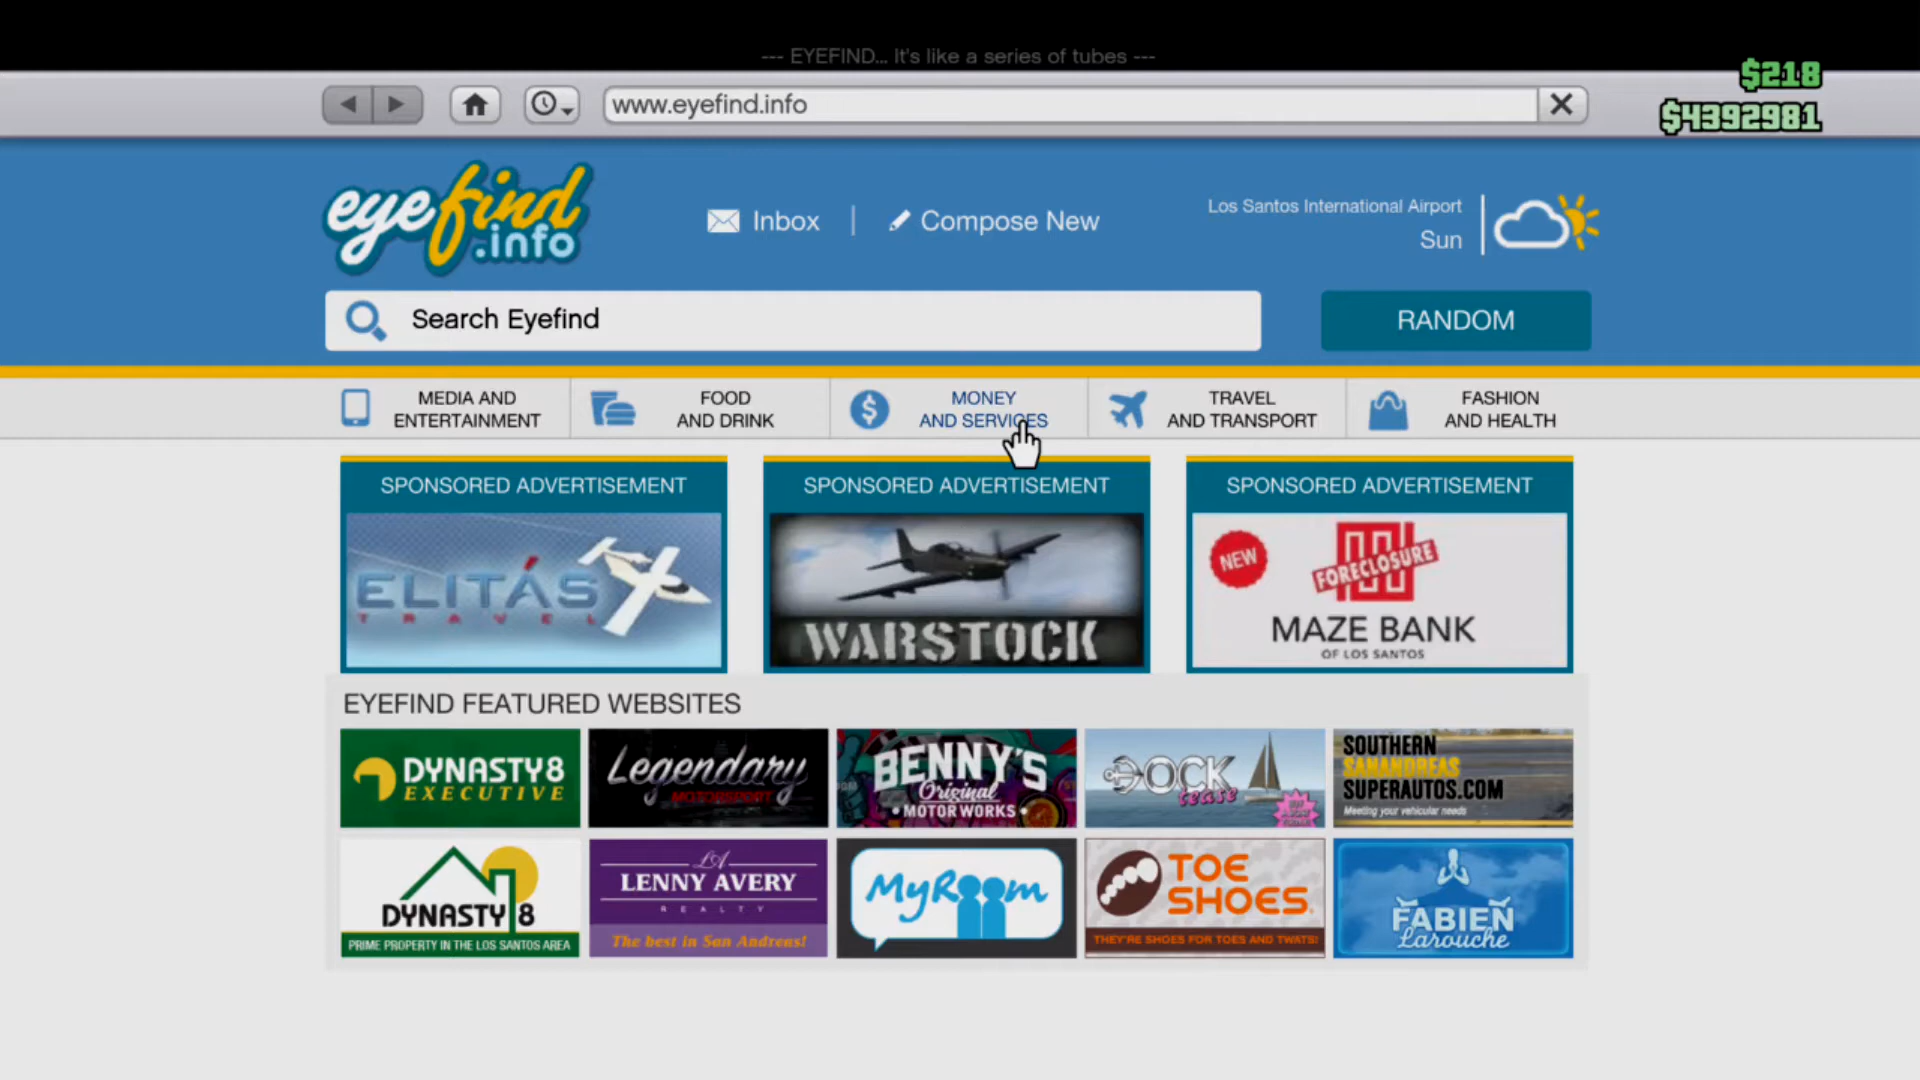 --- EYEFIND... It's like a series of tubes ---
$218
www.eyefind.info
$4392981
eyefind
.info
Inbox
Compose New
Los Santos International Airport
Sun
Search Eyefind
RANDOM
MEDIA AND
ENTERTAINMENT
FOOD
AND DRINK
MONEY
AND SERVICES
TRAVEL
AND TRANSPORT
FASHION
AND HEALTH
SPONSORED ADVERTISEMENT
SPONSORED ADVERTISEMENT
SPONSORED ADVERTISEMENT
ELITÁS
TRAVEL
WARSTOCK
NEW
FORECLOSURE
MAZE BANK
OF LOS SANTOS
EYEFIND FEATURED WEBSITES
DYNASTY8
EXECUTIVE
Legendary
MOTORSPORT
BENNY'S
Original
• MOTORWORKS •
DOCK
tease
SOUTHERN
SANANDREAS
SUPERAUTOS.COM
Meeting your vehicular needs
DYNASTY 8
PRIME PROPERTY IN THE LOS SANTOS AREA
LA
LENNY AVERY
REALTY
The best in San Andreas!
MyRoom
TOE
SHOES
THEY'RE SHOES FOR TOES AND TWATS!
FABIEN
Larouche